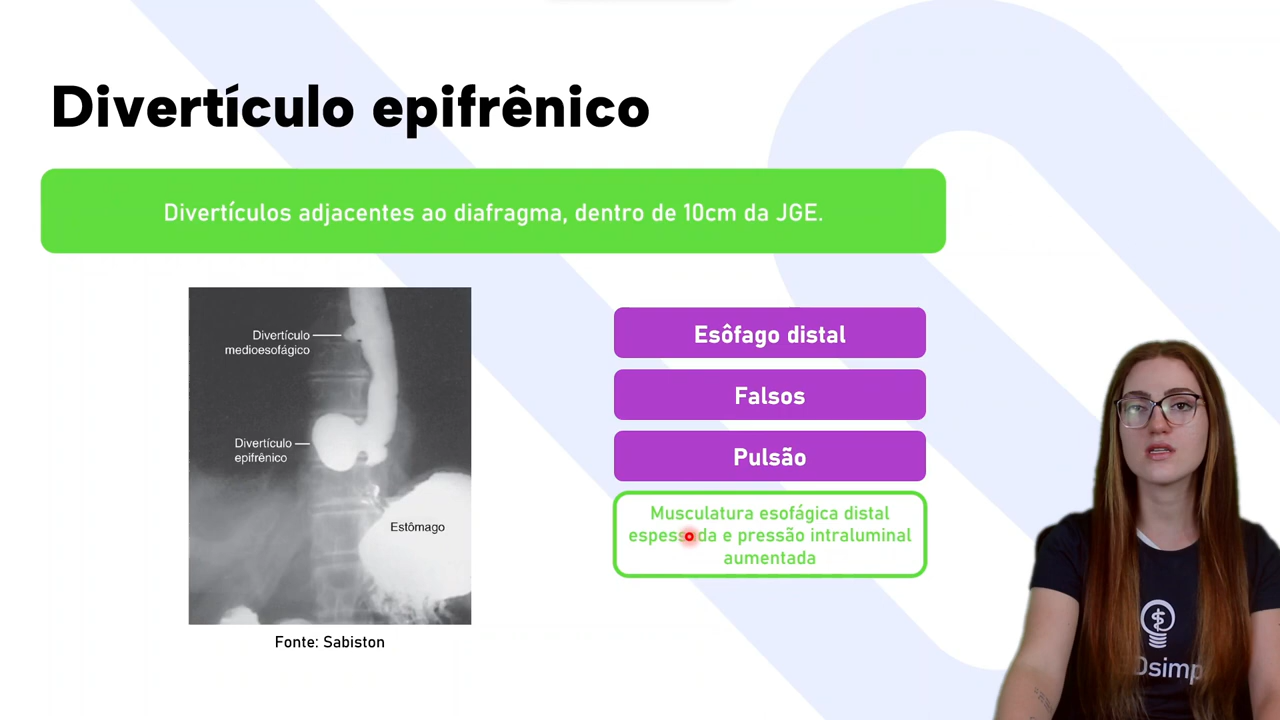 Divertículo epifrênico
Divertículos adjacentes ao diafragma, dentro de 10cm da JGE.
Divertículo
medioesofágico
Divertículo
epifrênico
Estômago
Fonte: Sabiston
Esôfago distal
Falsos
Pulsão
Musculatura esofágica distal
espessada e pressão intraluminal
aumentada
Dsimp